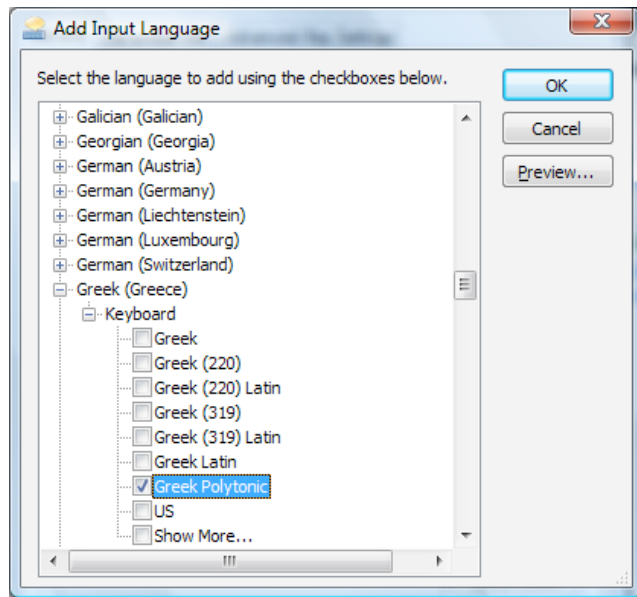 Add Input Language
Select the language to add using the checkboxes below.
OK
Cancel
Preview...
Galician (Galician)
Georgian (Georgia)
German (Austria)
German (Germany)
German (Liechtenstein)
German (Luxembourg)
German (Switzerland)
Greek (Greece)
Keyboard
Greek
Greek (220)
Greek (220) Latin
Greek (319)
Greek (319) Latin
Greek Latin
Greek Polytonic
US
Show More...